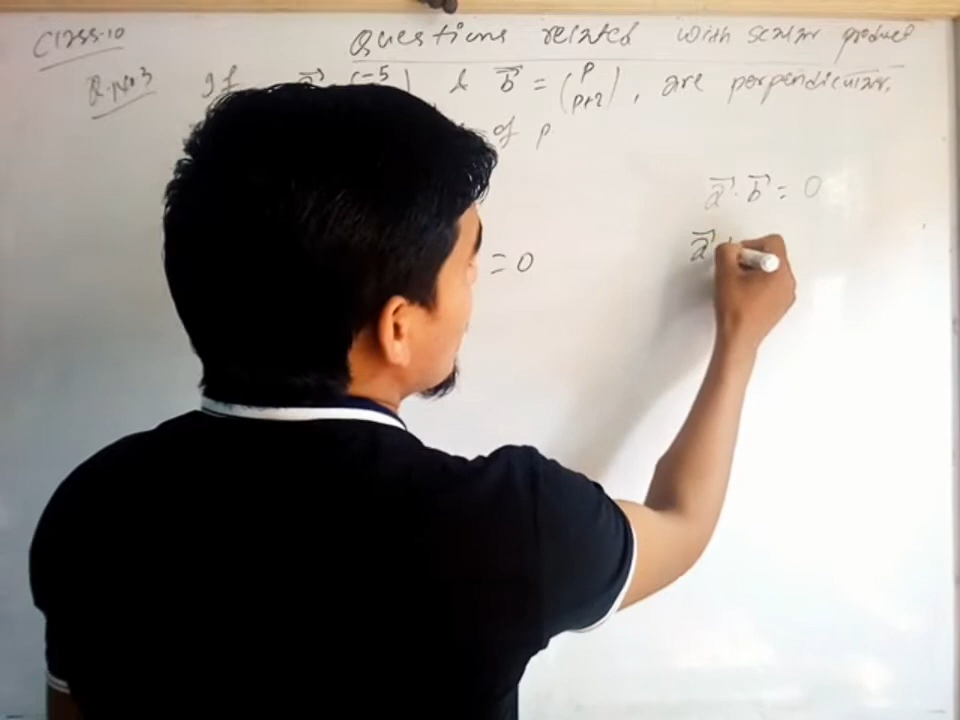 Class-10
Questions related with scalar product
Q.No.3 If a⃗ (-5 ) & b⃗ = (p p+2), are perpendicular,
of p
a⃗ · b⃗ = 0
= 0
a⃗